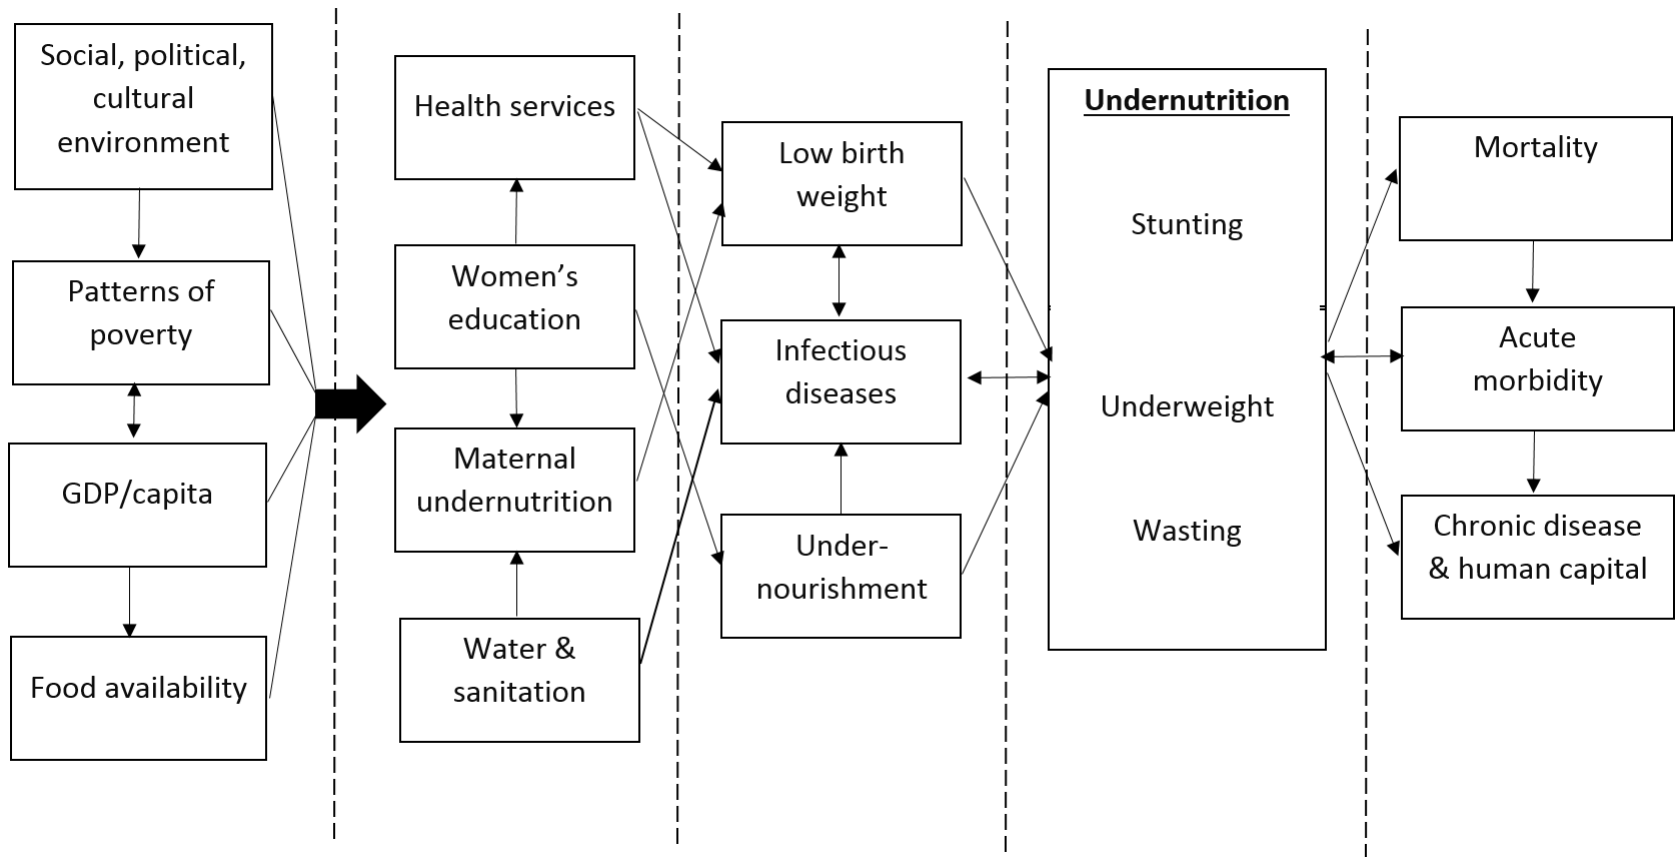 Social, political,
cultural
environment
Patterns of
poverty
GDP/capita
Food availability
Health services
Women’s
education
Maternal
undernutrition
Water &
sanitation
Low birth
weight
Infectious
diseases
Under-
nourishment
Undernutrition
Stunting
Underweight
Wasting
Mortality
Acute
morbidity
Chronic disease
& human capital